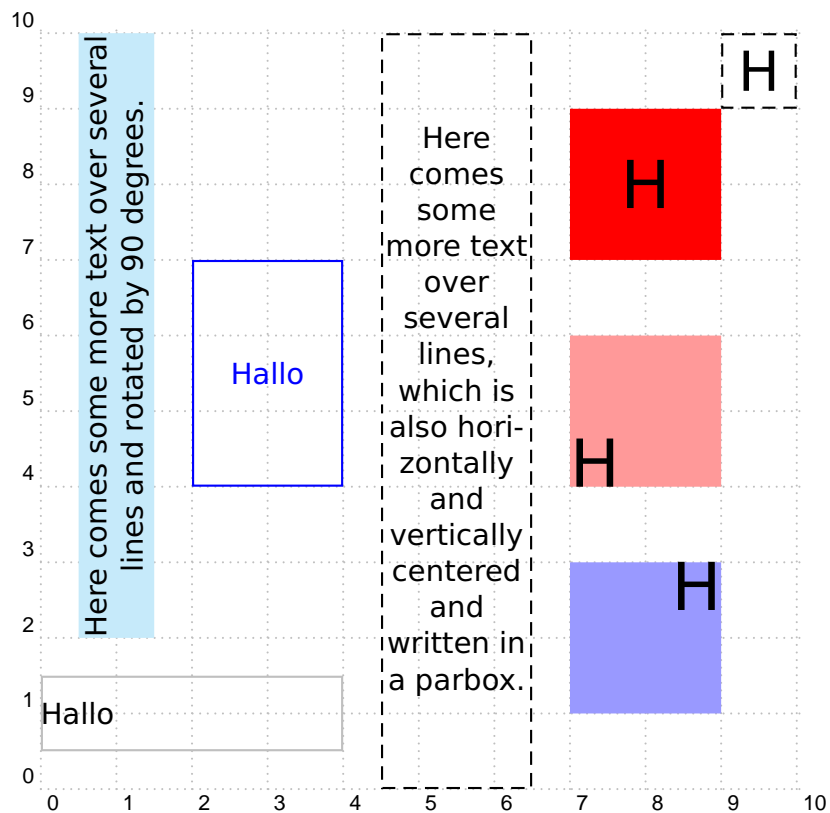 10
9
8
7
6
5
4
3
2
1
0
Here comes some more text over several
lines and rotated by 90 degrees.
Hallo
Hallo
Here
comes
some
more text
over
several
lines,
which is
also hori-
zontally
and
vertically
centered
and
written in
a parbox.
H
H
H
H
0 1 2 3 4 5 6 7 8 9 10